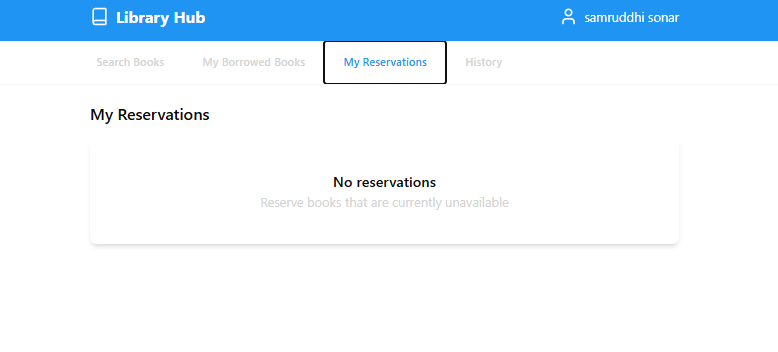 Library Hub
samruddhi sonar
Search Books
My Borrowed Books
My Reservations
History
My Reservations
No reservations
Reserve books that are currently unavailable